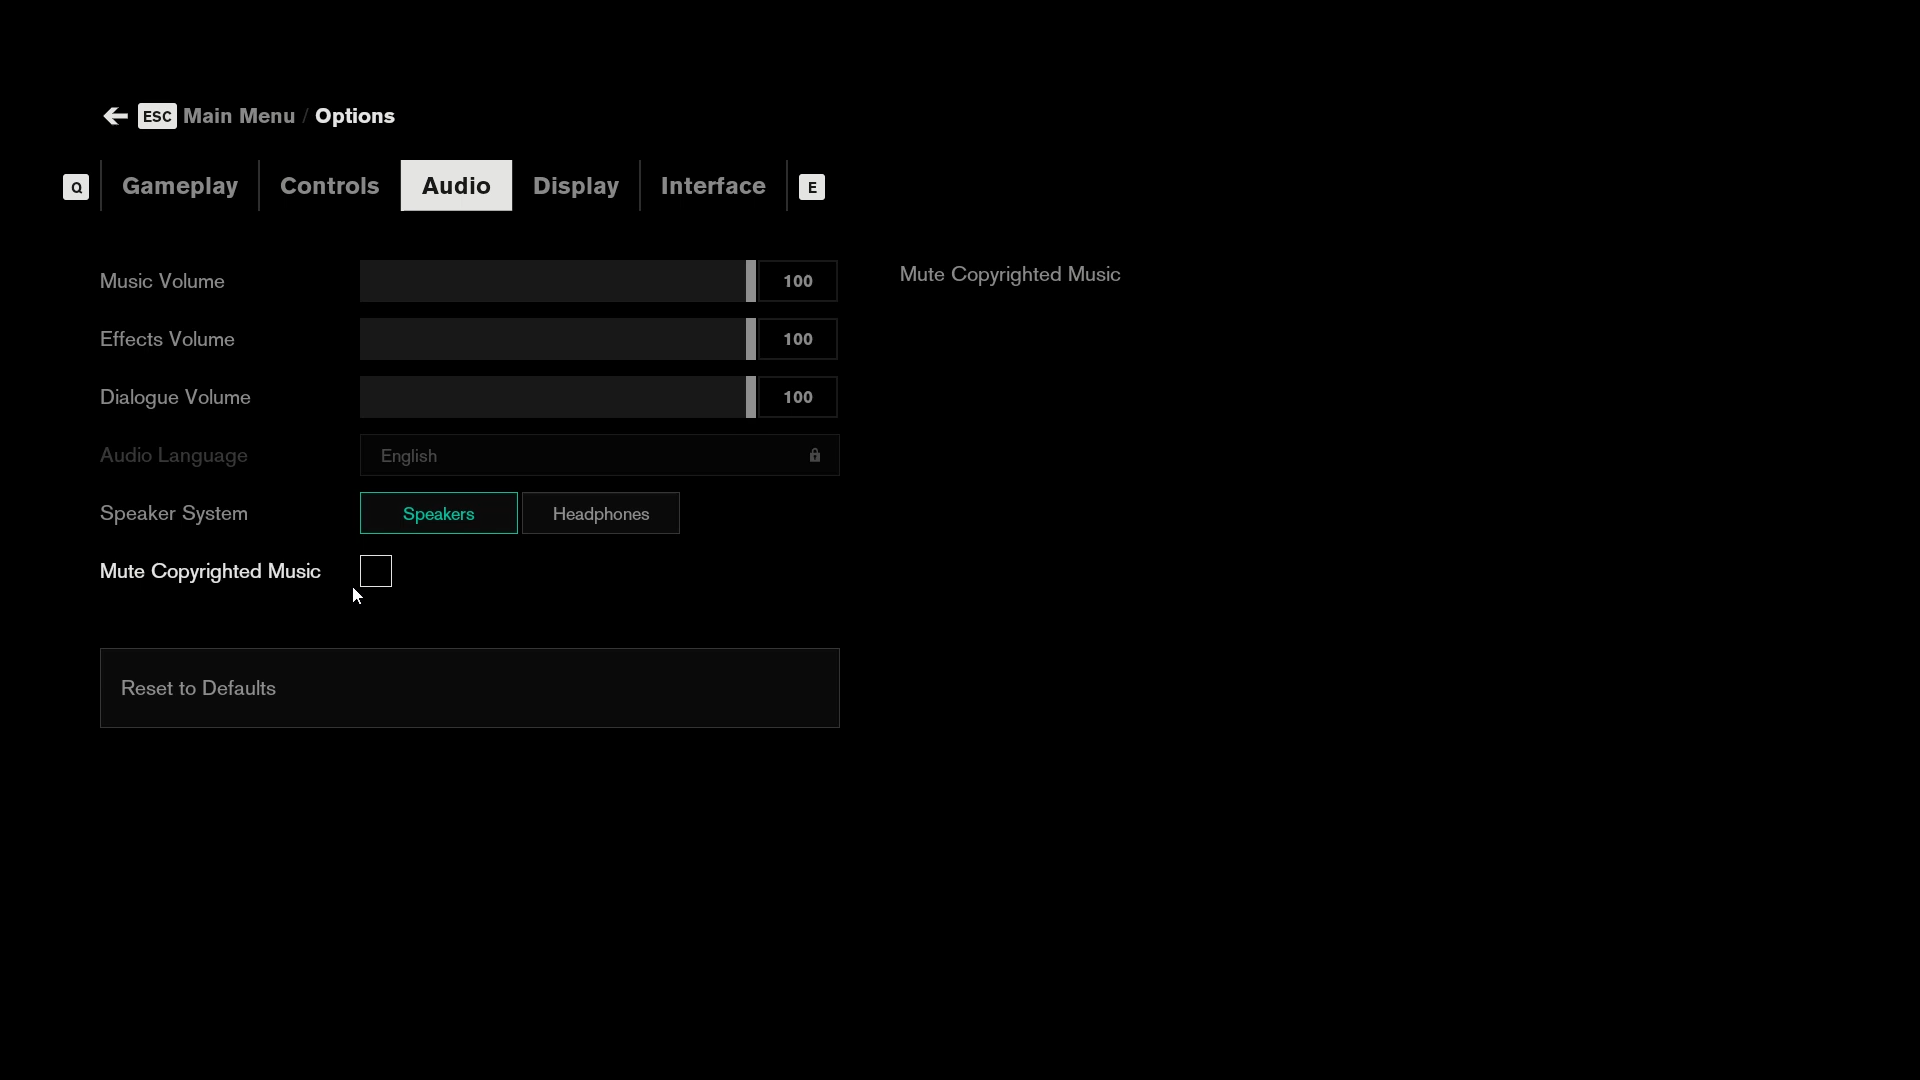 ESC Main Menu / Options
Q Gameplay Controls Audio Display Interface E
Music Volume 100
Mute Copyrighted Music
Effects Volume 100
Dialogue Volume 100
Audio Language English
Speaker System Speakers Headphones
Mute Copyrighted Music
Reset to Defaults